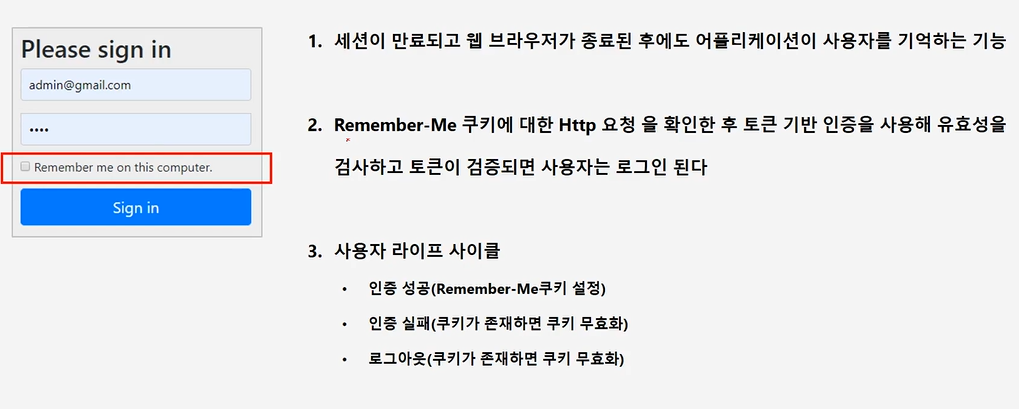 Please sign in
admin@gmail.com
••••
Remember me on this computer.
Sign in
1. 세션이 만료되고 웹 브라우저가 종료된 후에도 어플리케이션이 사용자를 기억하는 기능
2. Remember-Me 쿠키에 대한 Http 요청 을 확인한 후 토큰 기반 인증을 사용해 유효성을
검사하고 토큰이 검증되면 사용자는 로그인 된다
3. 사용자 라이프 사이클
• 인증 성공(Remember-Me쿠키 설정)
• 인증 실패(쿠키가 존재하면 쿠키 무효화)
• 로그아웃(쿠키가 존재하면 쿠키 무효화)